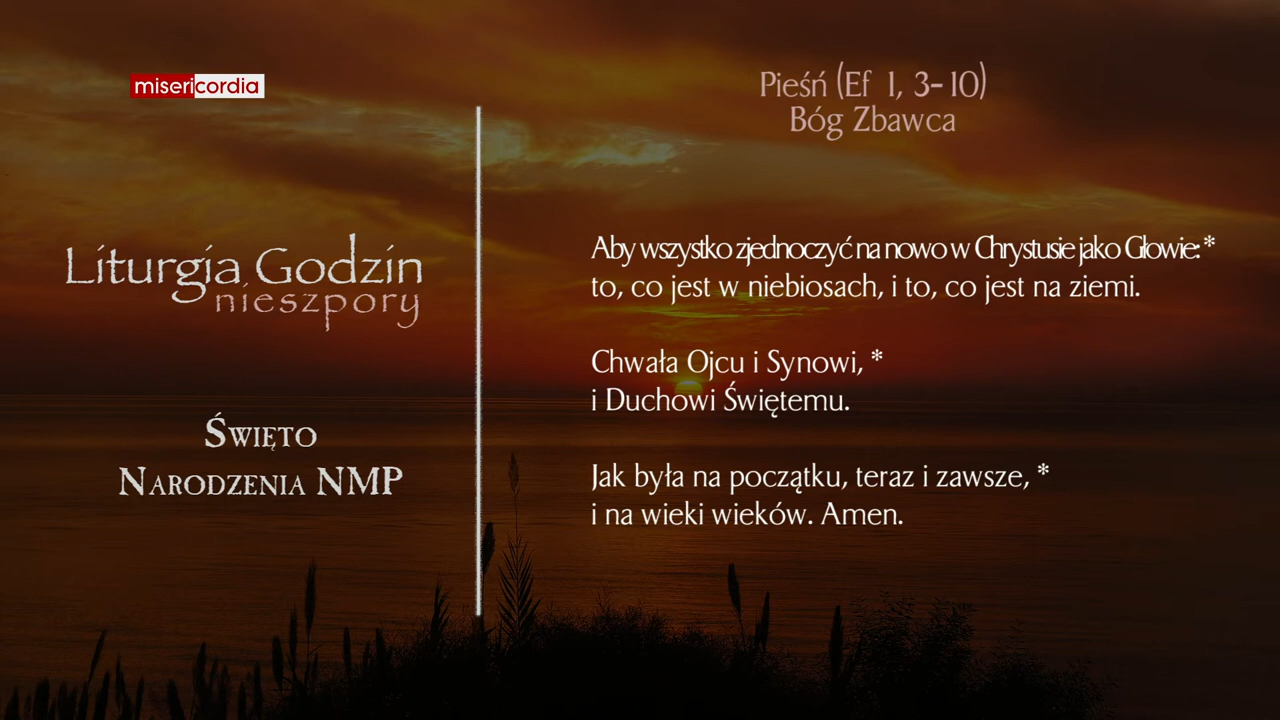 misericordia
Liturgia Godzin
nieszpory
Święto
Narodzenia NMP
Pieśń (Ef 1, 3-10)
Bóg Zbawca
Aby wszystko zjednoczyć na nowo w Chrystusie jako Głowie: *
to, co jest w niebiosach, i to, co jest na ziemi.
Chwała Ojcu i Synowi, *
i Duchowi Świętemu.
Jak była na początku, teraz i zawsze, *
i na wieki wieków. Amen.